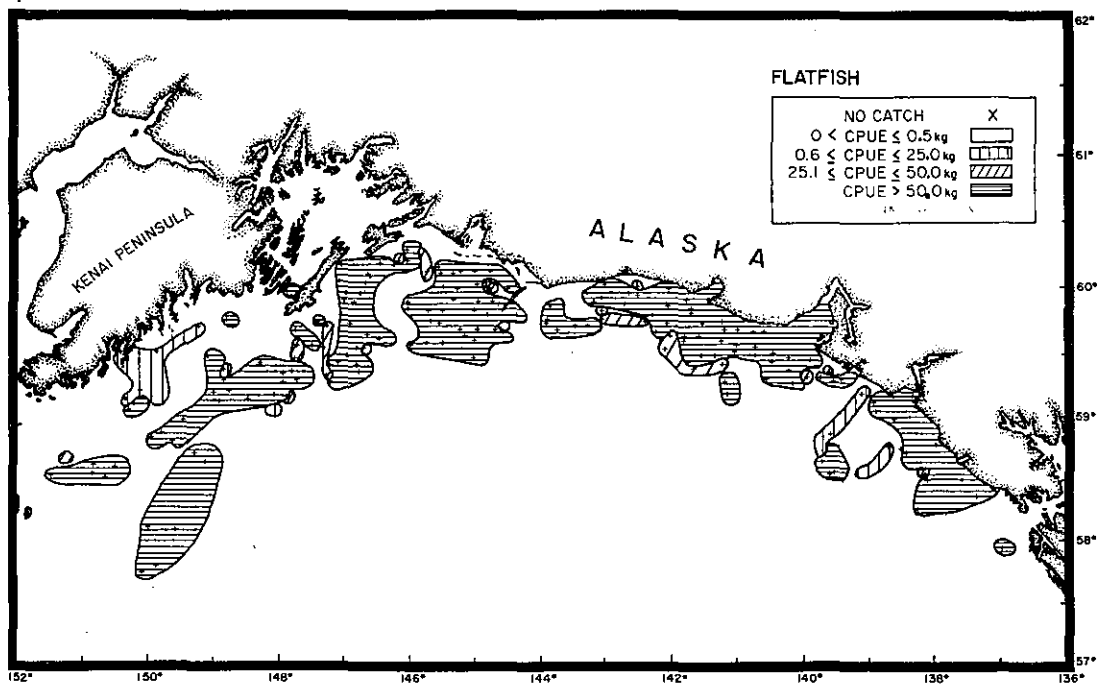 62°
FLATFISH
NO CATCH X
0 < CPUE ≤ 0.5 kg
0.6 ≤ CPUE ≤ 25.0 kg
25.1 ≤ CPUE ≤ 50.0 kg
CPUE > 50.0 kg
61°
KENAI PENINSULA
ALASKA
60°
59°
58°
57°
152° 150° 148° 146° 144° 142° 140° 138° 136°